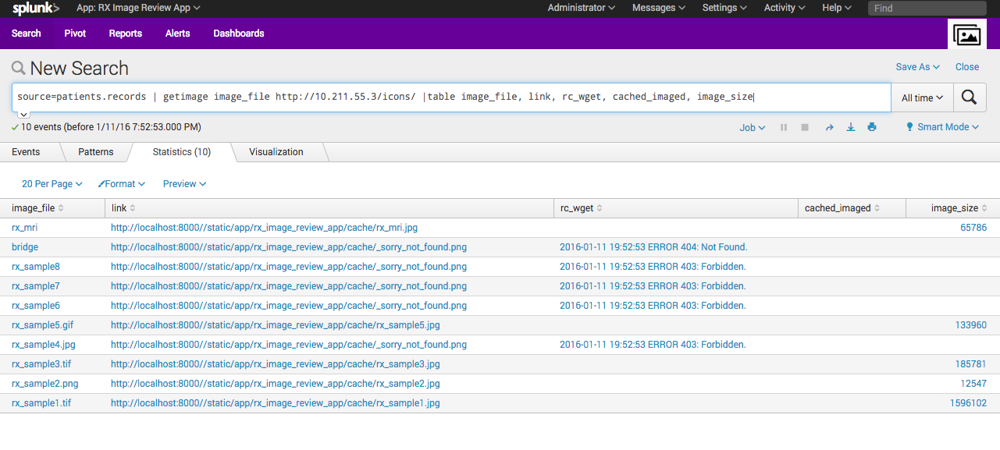 splunk> App: RX Image Review App Administrator Messages Settings Activity Help Find
Search Pivot Reports Alerts Dashboards
New Search Save As Close
source=patients.records | getimage image_file http://10.211.55.3/icons/ |table image_file, link, rc_wget, cached_imaged, image_size All time
10 events (before 1/11/16 7:52:53.000 PM) Job Smart Mode
Events Patterns Statistics (10) Visualization
20 Per Page Format Preview
image_file link rc_wget cached_imaged image_size
rx_mri http://localhost:8000//static/app/rx_image_review_app/cache/rx_mri.jpg 65786
bridge http://localhost:8000//static/app/rx_image_review_app/cache/_sorry_not_found.png 2016-01-11 19:52:53 ERROR 404: Not Found.
rx_sample8 http://localhost:8000//static/app/rx_image_review_app/cache/_sorry_not_found.png 2016-01-11 19:52:53 ERROR 403: Forbidden.
rx_sample7 http://localhost:8000//static/app/rx_image_review_app/cache/_sorry_not_found.png 2016-01-11 19:52:53 ERROR 403: Forbidden.
rx_sample6 http://localhost:8000//static/app/rx_image_review_app/cache/_sorry_not_found.png 2016-01-11 19:52:53 ERROR 403: Forbidden.
rx_sample5.gif http://localhost:8000//static/app/rx_image_review_app/cache/rx_sample5.jpg 133960
rx_sample4.jpg http://localhost:8000//static/app/rx_image_review_app/cache/_sorry_not_found.png 2016-01-11 19:52:53 ERROR 403: Forbidden.
rx_sample3.tif http://localhost:8000//static/app/rx_image_review_app/cache/rx_sample3.jpg 185781
rx_sample2.png http://localhost:8000//static/app/rx_image_review_app/cache/rx_sample2.jpg 12547
rx_sample1.tif http://localhost:8000//static/app/rx_image_review_app/cache/rx_sample1.jpg 1596102